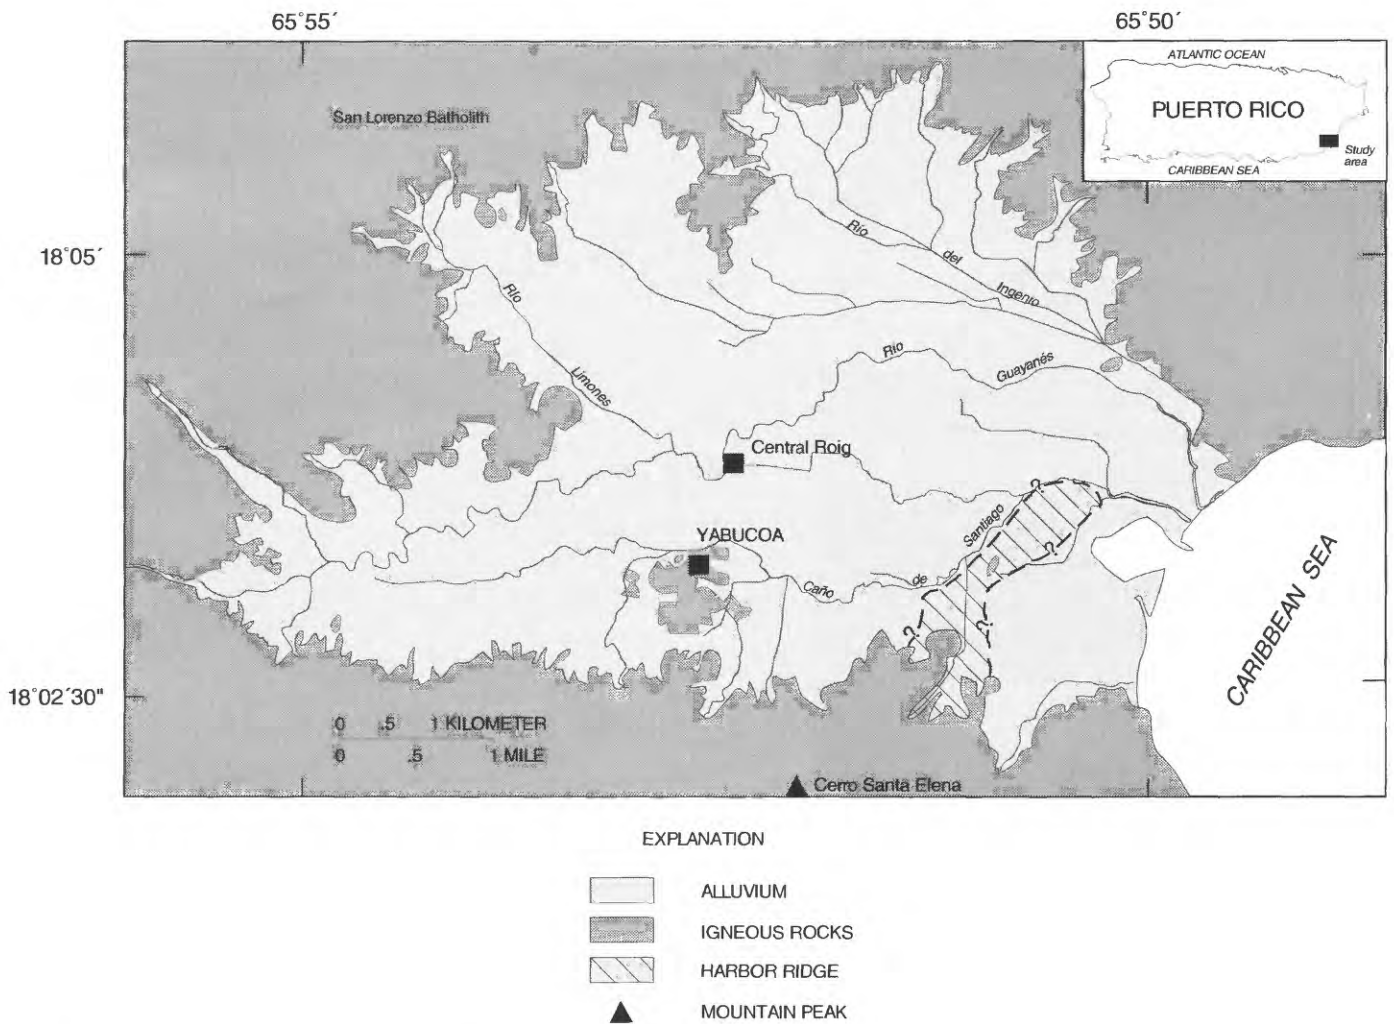 65°55´
65°50´
ATLANTIC OCEAN
PUERTO RICO
Study
area
CARIBBEAN SEA
San Lorenzo Batholith
18°05´
Río
del
Ingenio
Río
Limones
Río
Guayanés
Central Roig
YABUCOA
Caño
de
Santiago
?
?
?
?
CARIBBEAN SEA
18°02´30"
0 .5 1 KILOMETER
0 .5 1 MILE
Cerro Santa Elena
EXPLANATION
ALLUVIUM
IGNEOUS ROCKS
HARBOR RIDGE
MOUNTAIN PEAK